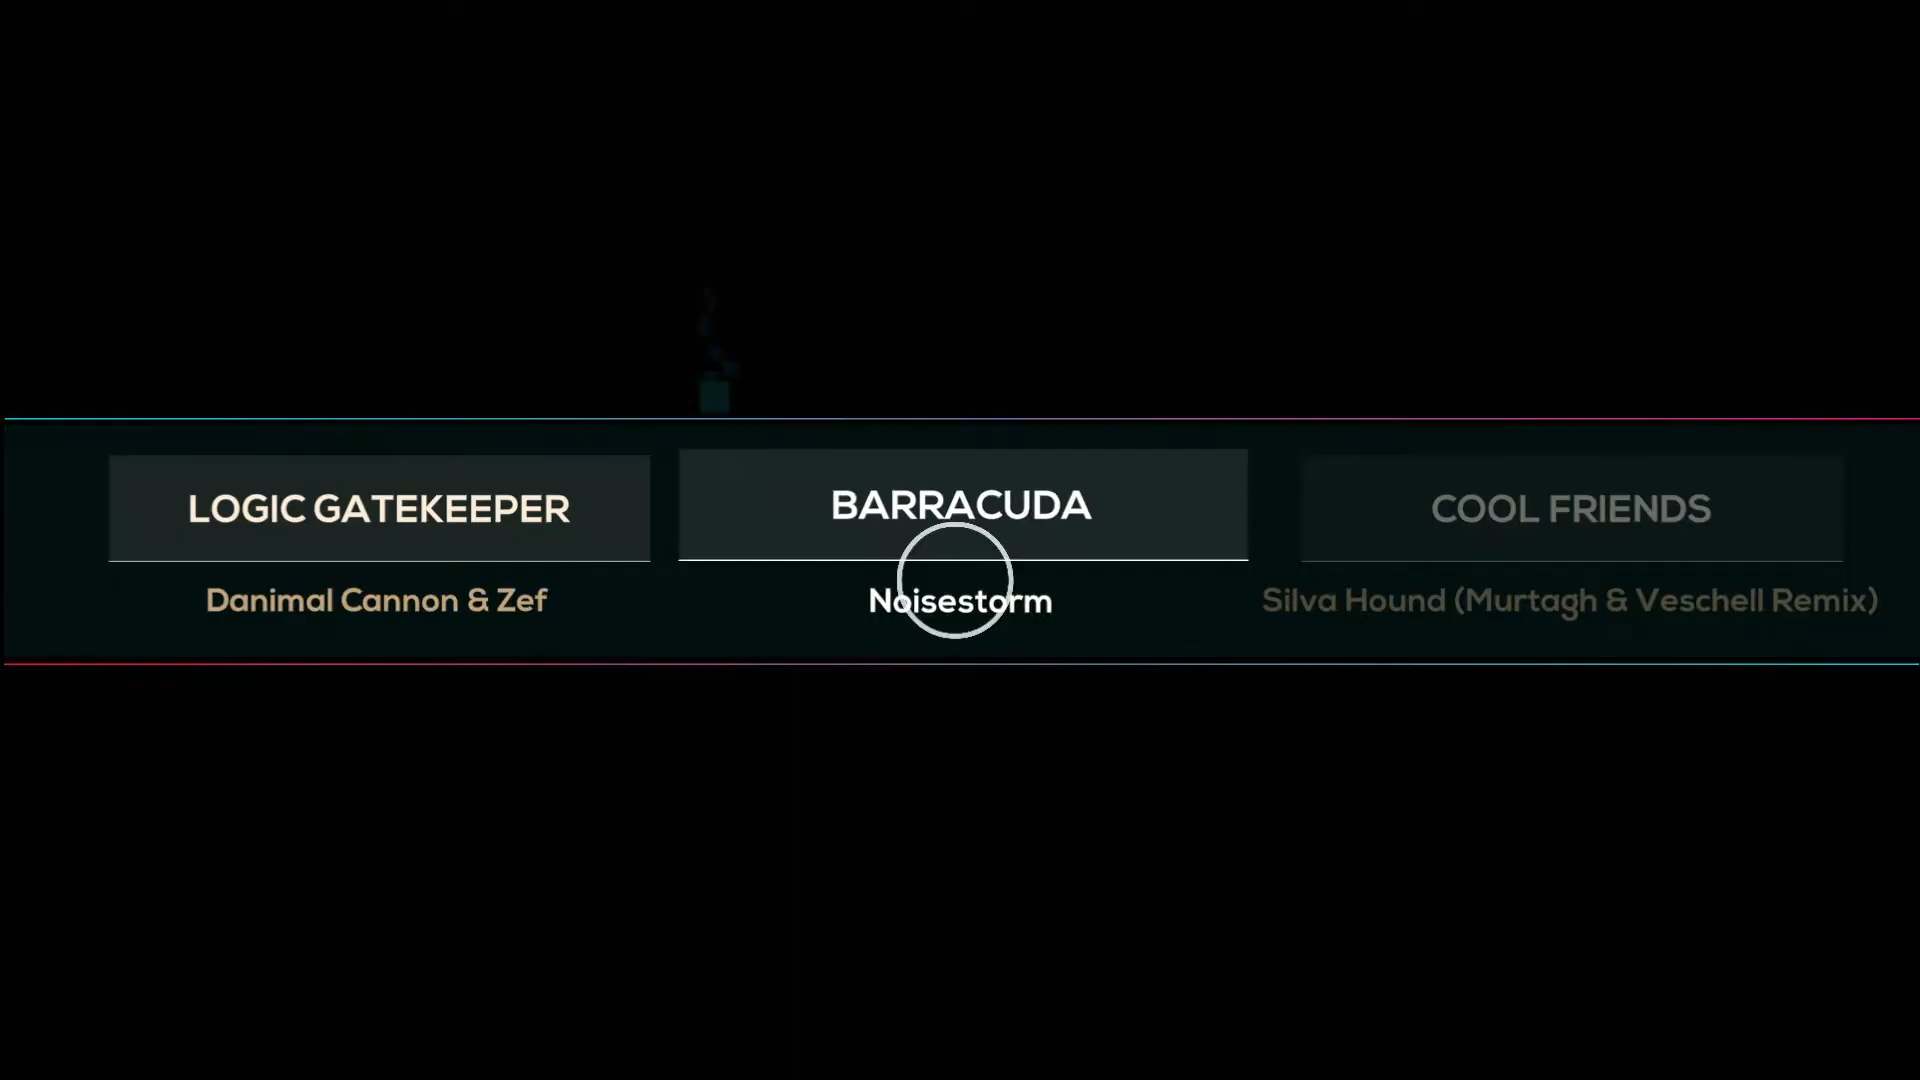 LOGIC GATEKEEPER
Danimal Cannon & Zef
BARRACUDA
Noisestorm
COOL FRIENDS
Silva Hound (Murtagh & Veschell Remix)